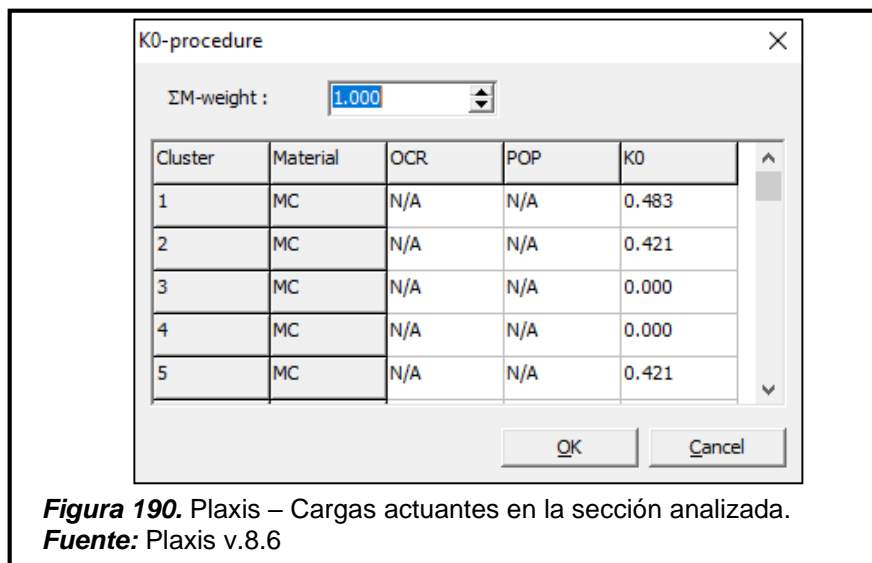 K0-procedure
ΣM-weight : 1.000
Cluster Material OCR POP K0
1 MC N/A N/A 0.483
2 MC N/A N/A 0.421
3 MC N/A N/A 0.000
4 MC N/A N/A 0.000
5 MC N/A N/A 0.421
OK Cancel
Figura 190. Plaxis – Cargas actuantes en la sección analizada.
Fuente: Plaxis v.8.6